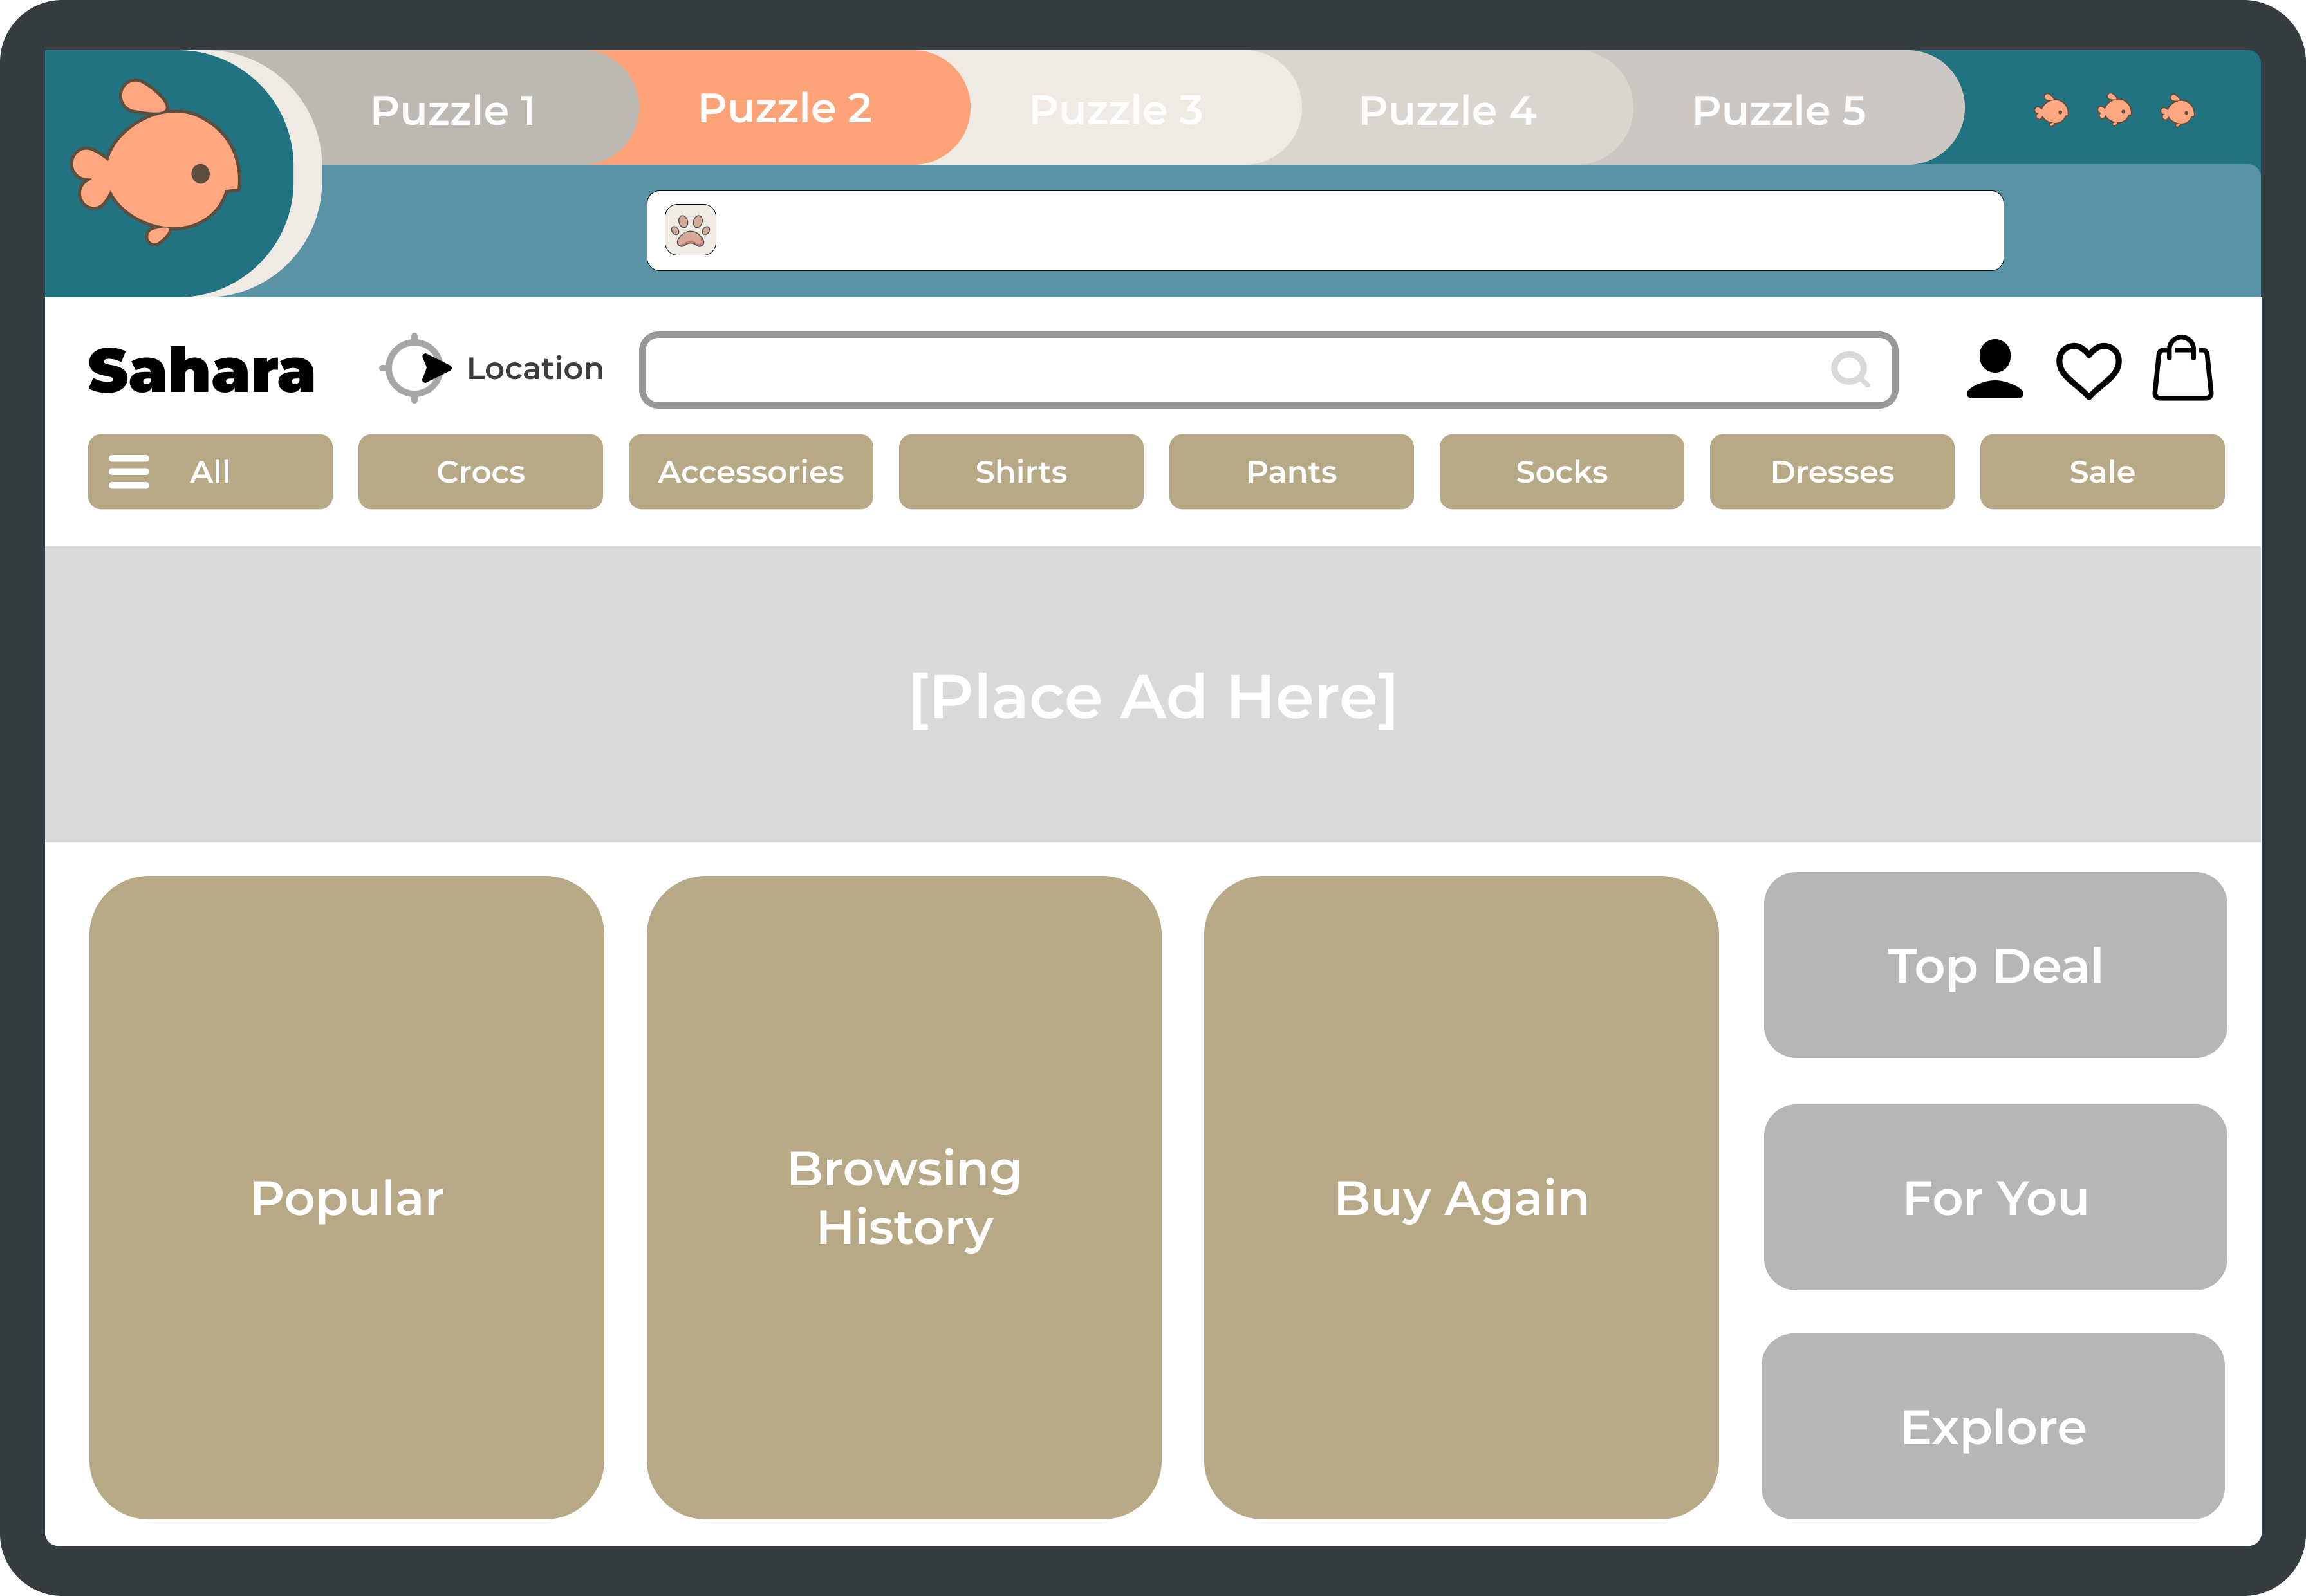 Puzzle 1
Puzzle 2
Puzzle 3
Puzzle 4
Puzzle 5
Sahara
Location
All
Crocs
Accessories
Shirts
Pants
Socks
Dresses
Sale
[Place Ad Here]
Popular
Browsing
History
Buy Again
Top Deal
For You
Explore